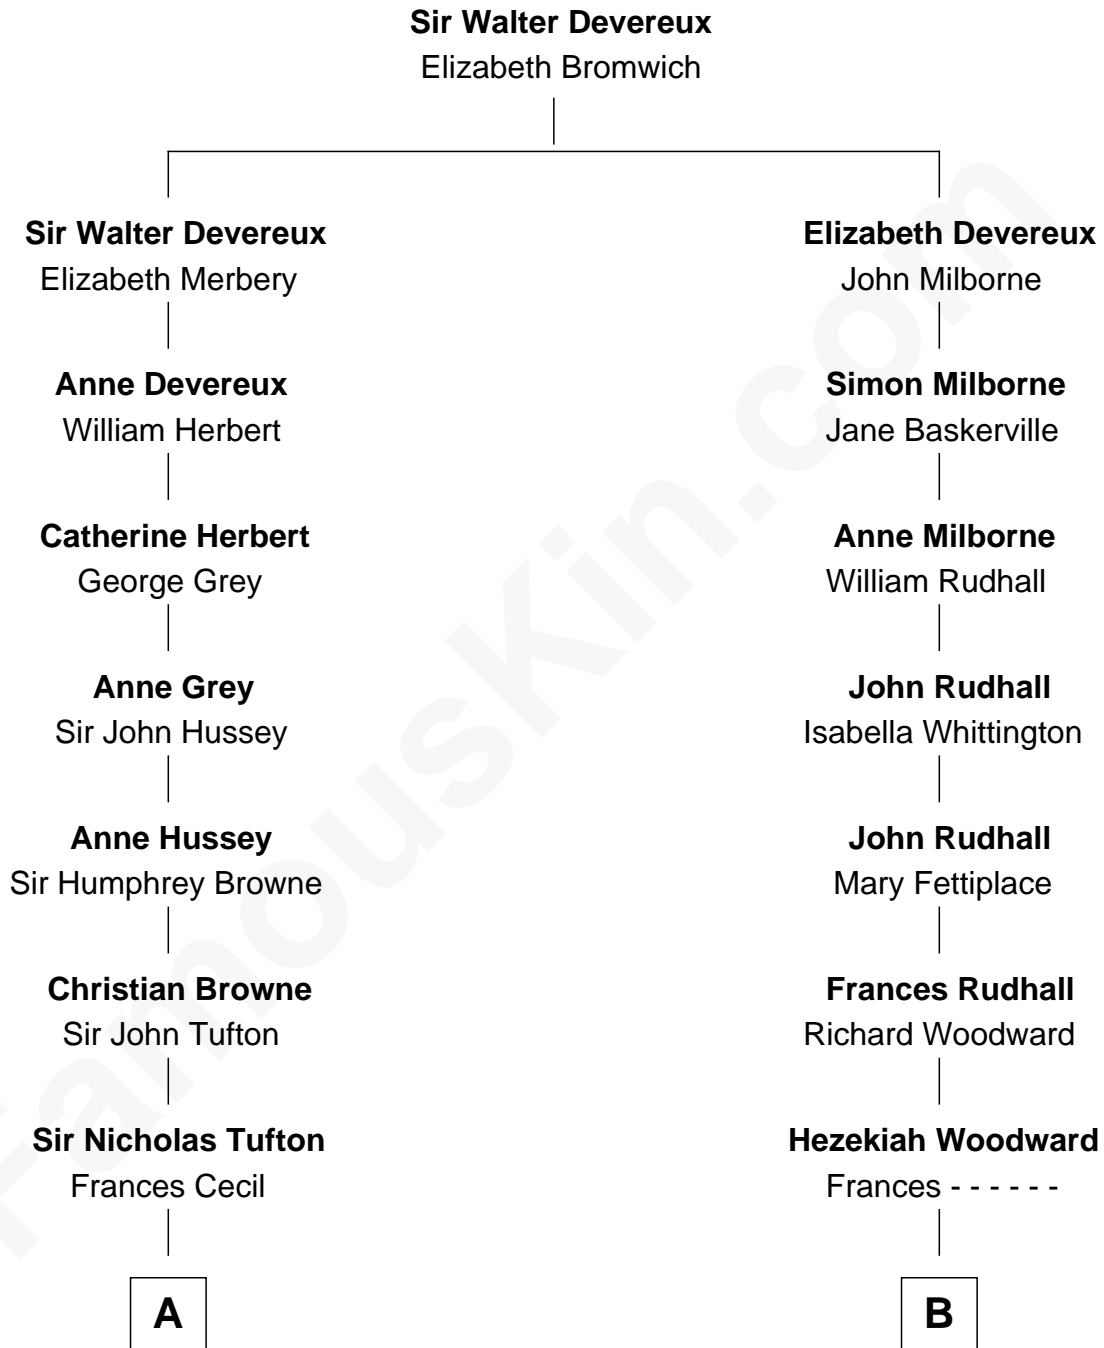 Sir Walter Devereux
Elizabeth Bromwich
Sir Walter Devereux
Elizabeth Merbery
Anne Devereux
William Herbert
Catherine Herbert
George Grey
Anne Grey
Sir John Hussey
Anne Hussey
Sir Humphrey Browne
Christian Browne
Sir John Tufton
Sir Nicholas Tufton
Frances Cecil
A
Elizabeth Devereux
John Milborne
Simon Milborne
Jane Baskerville
Anne Milborne
William Rudhall
John Rudhall
Isabella Whittington
John Rudhall
Mary Fettiplace
Frances Rudhall
Richard Woodward
Hezekiah Woodward
Frances - - - - - -
B
FamousKin.com